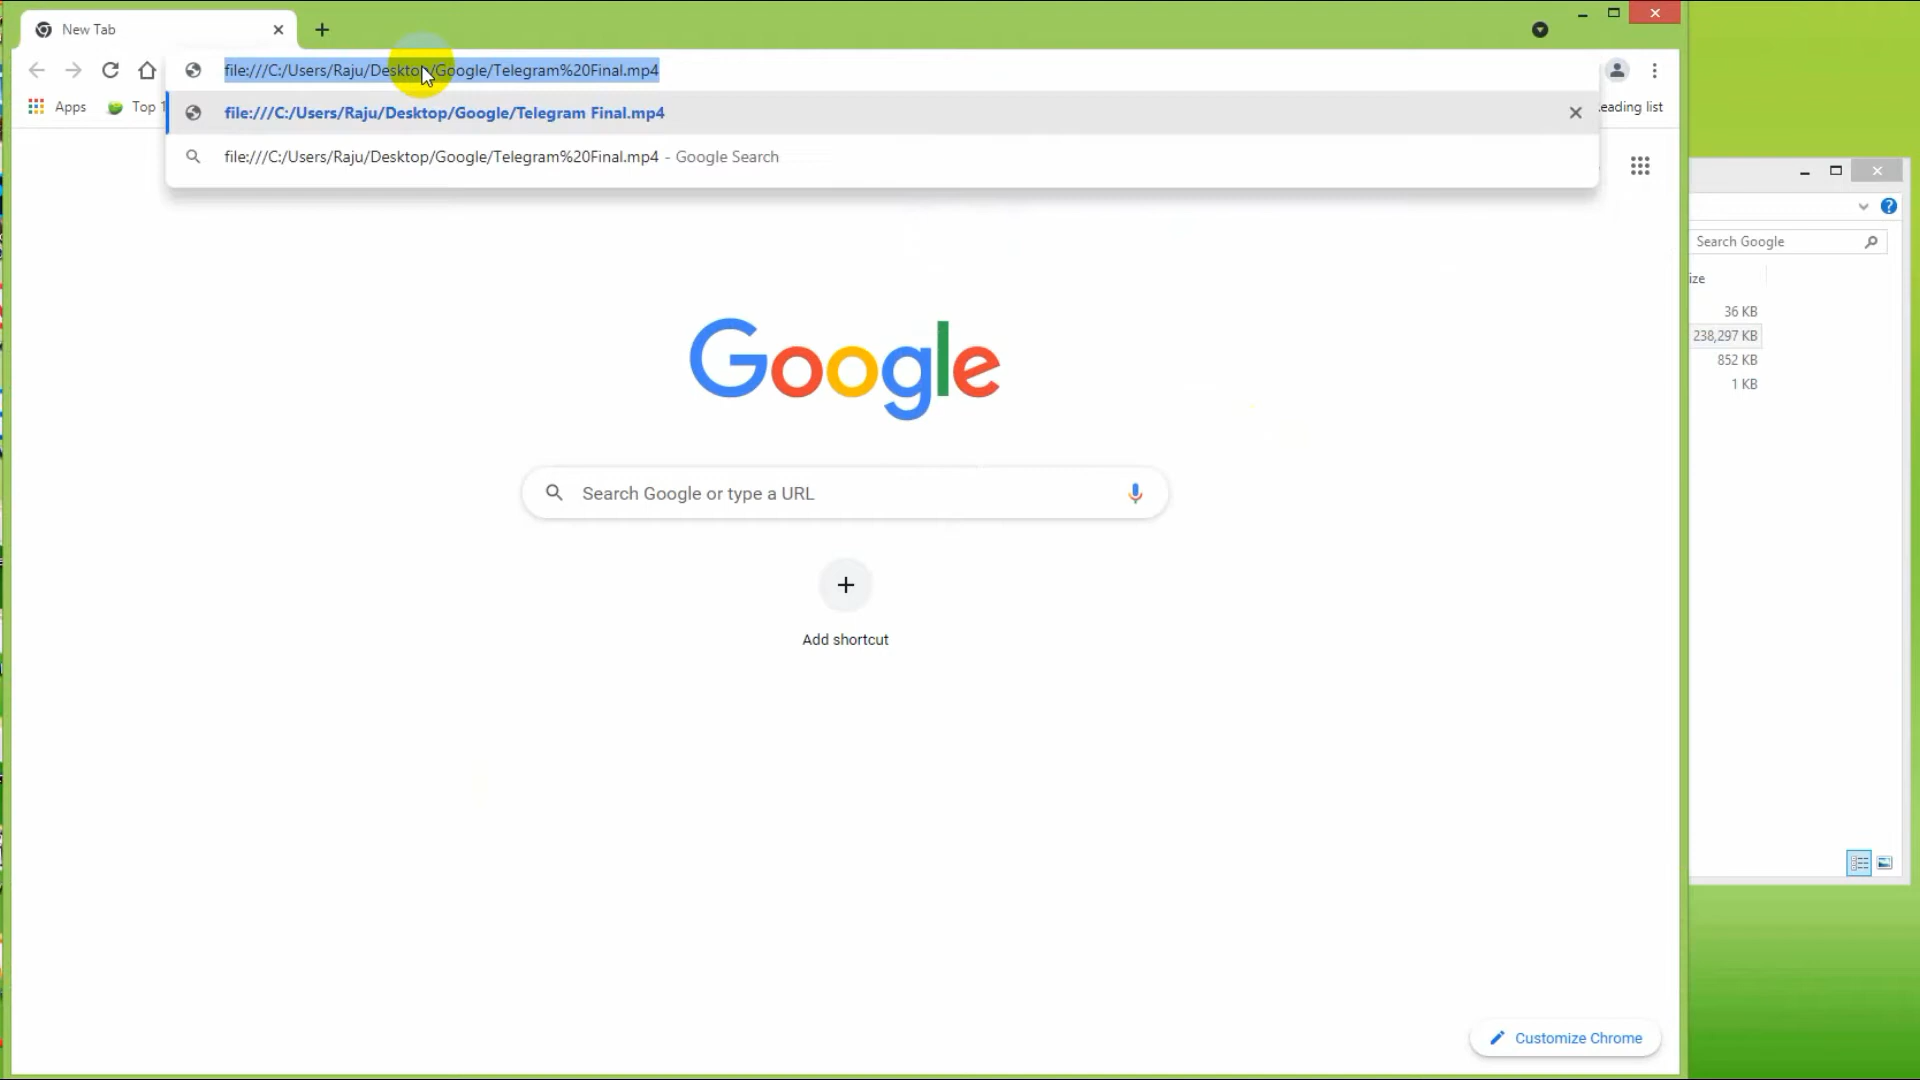 New Tab
file:///C:/Users/Raju/Desktop/Google/Telegram%20Final.mp4
file:///C:/Users/Raju/Desktop/Google/Telegram Final.mp4
Apps
Top 1
eading list
file:///C:/Users/Raju/Desktop/Google/Telegram%20Final.mp4 - Google Search
Search Google
ize
36 KB
238,297 KB
852 KB
1 KB
Google
Search Google or type a URL
Add shortcut
Customize Chrome